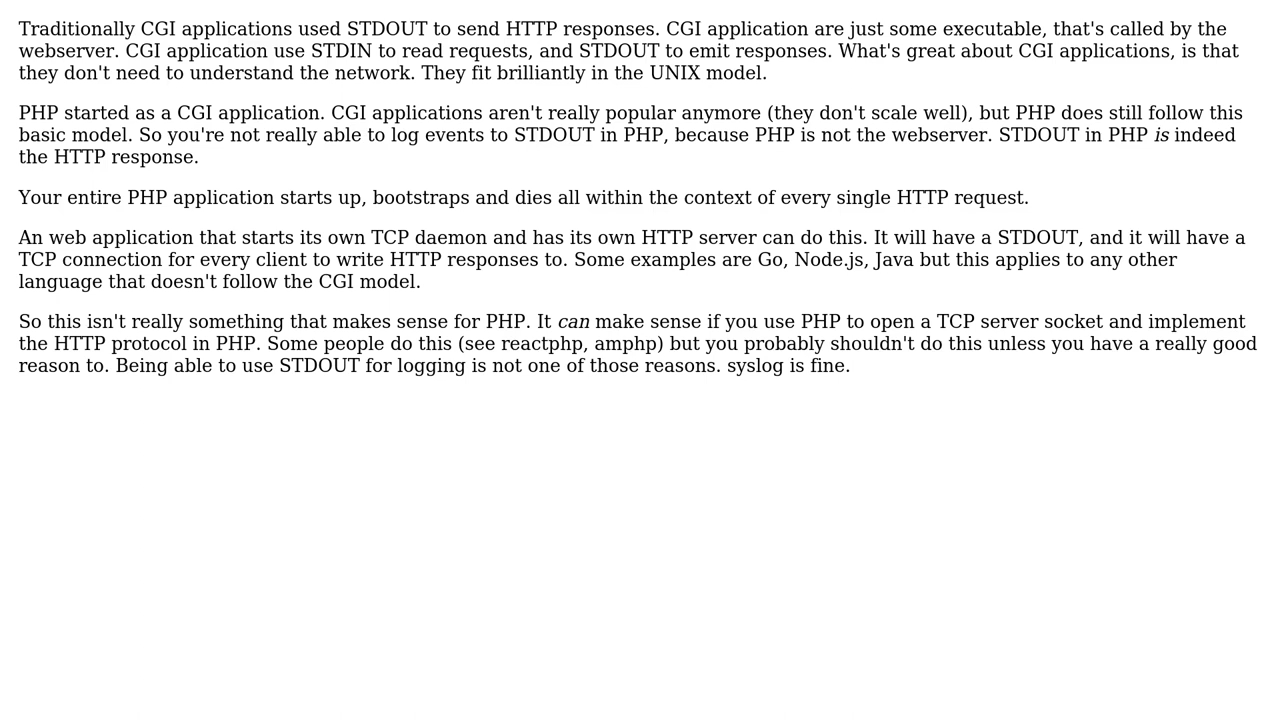 Traditionally CGI applications used STDOUT to send HTTP responses. CGI application are just some executable, that's called by the
webserver. CGI application use STDIN to read requests, and STDOUT to emit responses. What's great about CGI applications, is that
they don't need to understand the network. They fit brilliantly in the UNIX model.
PHP started as a CGI application. CGI applications aren't really popular anymore (they don't scale well), but PHP does still follow this
basic model. So you're not really able to log events to STDOUT in PHP, because PHP is not the webserver. STDOUT in PHP is indeed
the HTTP response.
Your entire PHP application starts up, bootstraps and dies all within the context of every single HTTP request.
An web application that starts its own TCP daemon and has its own HTTP server can do this. It will have a STDOUT, and it will have a
TCP connection for every client to write HTTP responses to. Some examples are Go, Node.js, Java but this applies to any other
language that doesn't follow the CGI model.
So this isn't really something that makes sense for PHP. It can make sense if you use PHP to open a TCP server socket and implement
the HTTP protocol in PHP. Some people do this (see reactphp, amphp) but you probably shouldn't do this unless you have a really good
reason to. Being able to use STDOUT for logging is not one of those reasons. syslog is fine.